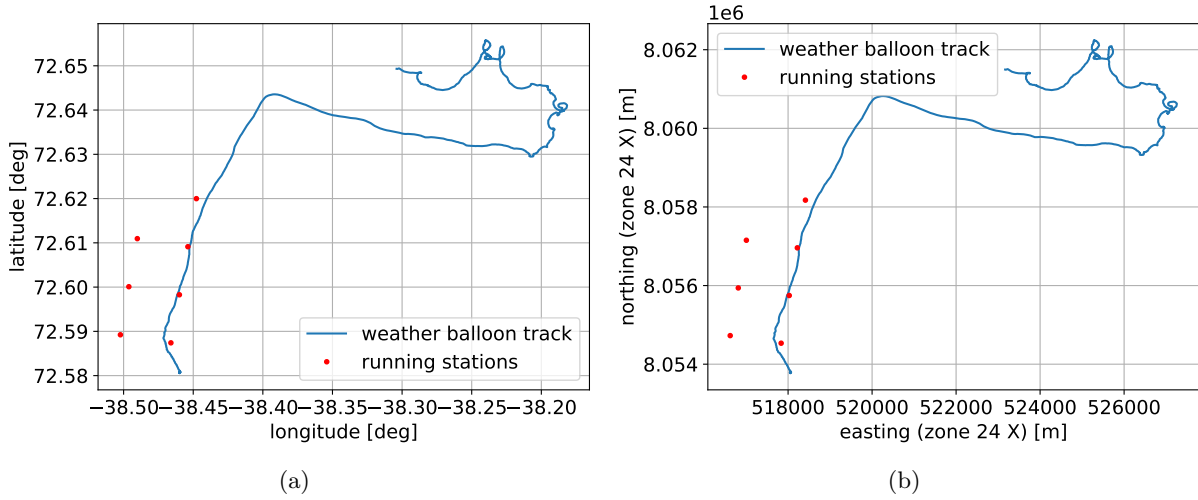 72.65
72.64
72.63
72.62
72.61
72.60
72.59
72.58
latitude [deg]
weather balloon track
running stations
−38.50 −38.45 −38.40 −38.35 −38.30 −38.25 −38.20
longitude [deg]
(a)
1e6
8.062
8.060
8.058
8.056
8.054
northing (zone 24 X) [m]
weather balloon track
running stations
518000 520000 522000 524000 526000
easting (zone 24 X) [m]
(b)